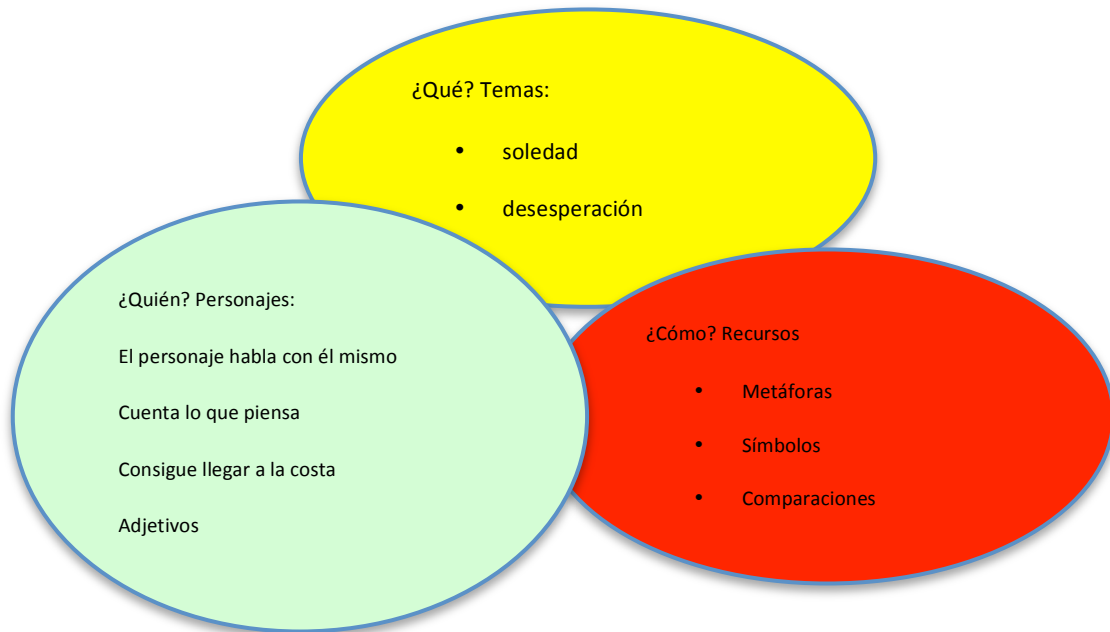 ¿Qué? Temas:
• soledad
• desesperación
¿Quién? Personajes:
El personaje habla con él mismo
Cuenta lo que piensa
Consigue llegar a la costa
Adjetivos
¿Cómo? Recursos
• Metáforas
• Símbolos
• Comparaciones